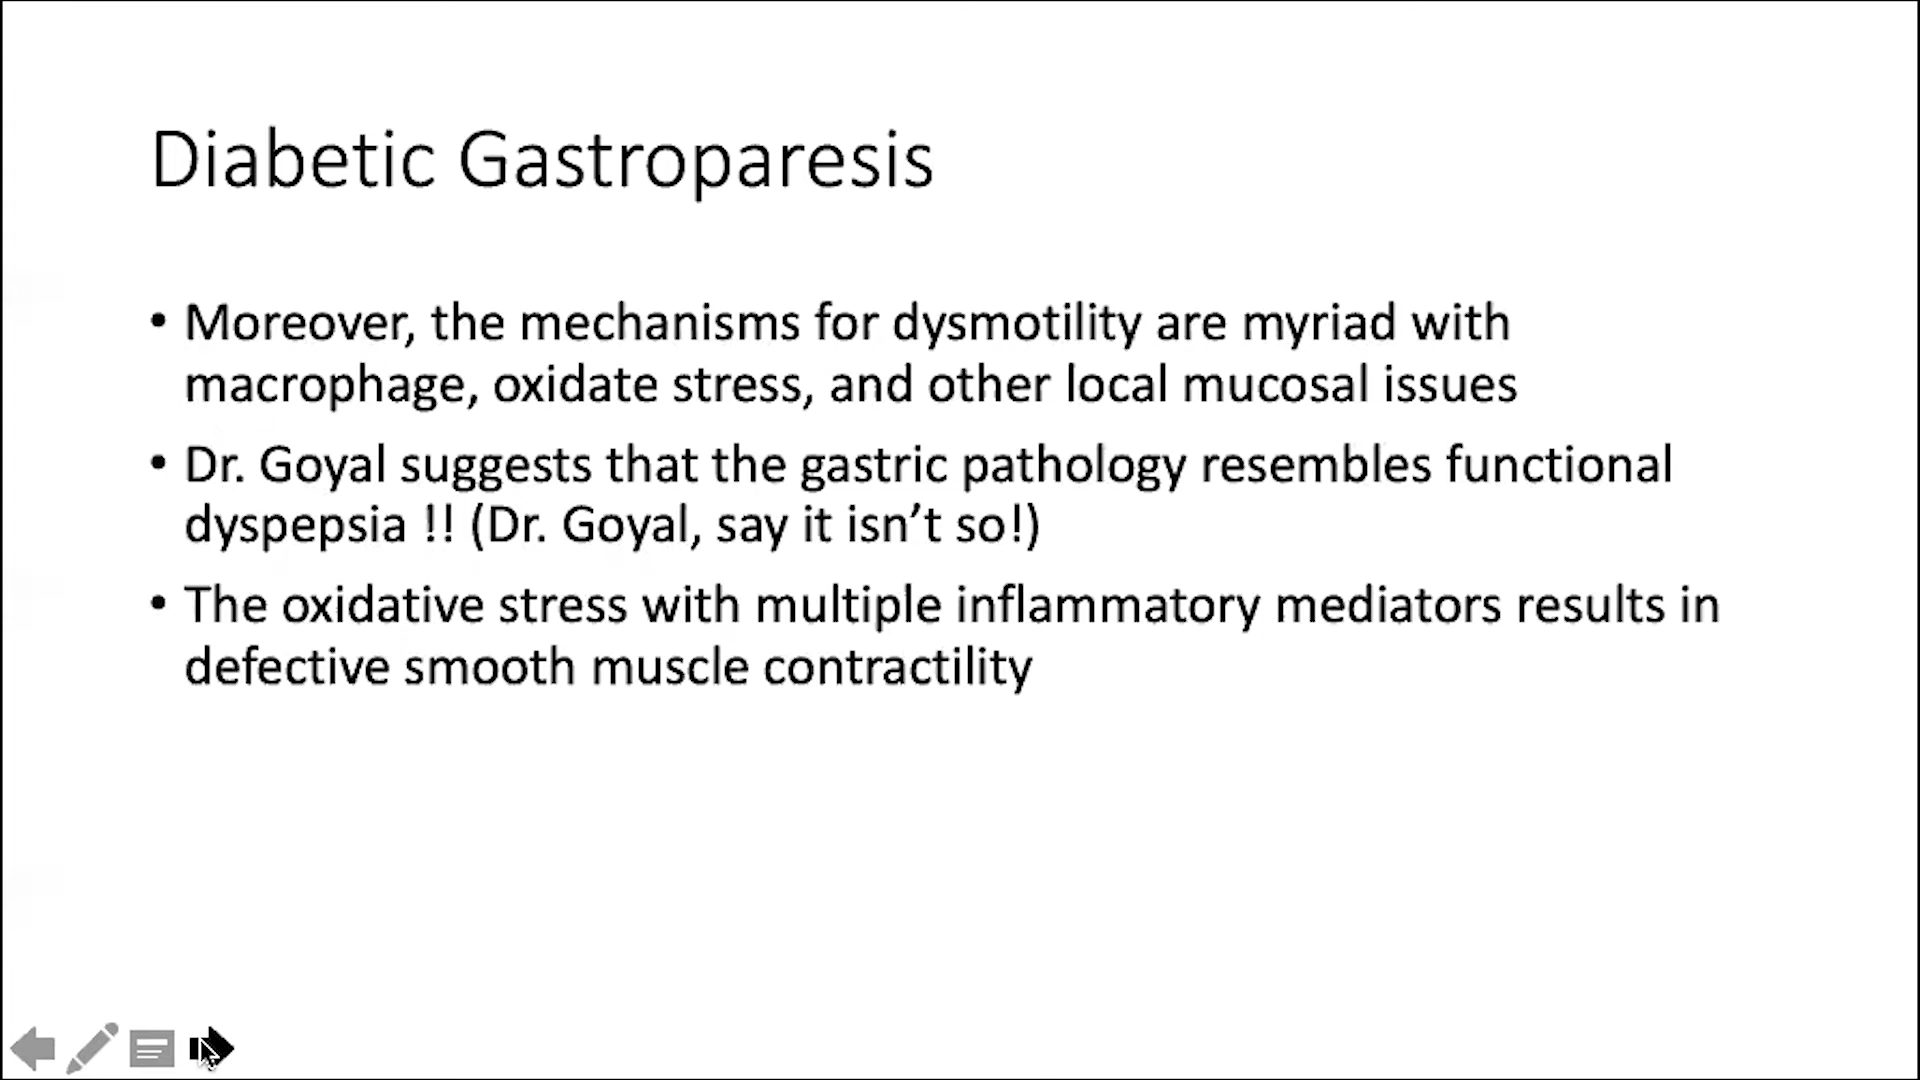 Diabetic Gastroparesis
• Moreover, the mechanisms for dysmotility are myriad with
macrophage, oxidate stress, and other local mucosal issues
• Dr. Goyal suggests that the gastric pathology resembles functional
dyspepsia !! (Dr. Goyal, say it isn’t so!)
• The oxidative stress with multiple inflammatory mediators results in
defective smooth muscle contractility